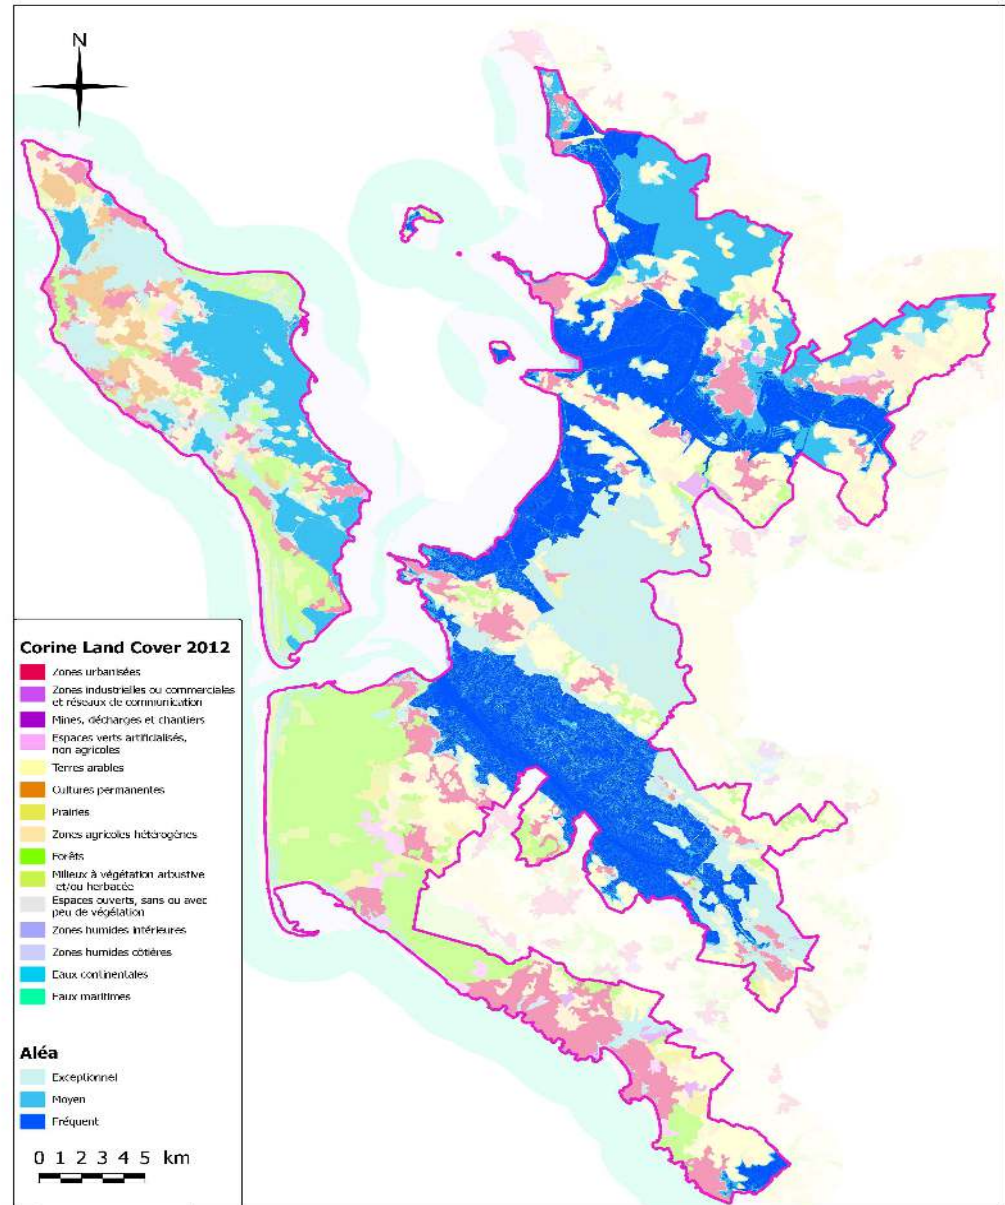 N
Corine Land Cover 2012
Zones urbanisées
Zones industrielles ou commerciales
et réseaux de communication
Mines, décharges et chantiers
Espaces verts artificialisés,
non agricoles
Terres arables
Cultures permanentes
Prairies
Zones agricoles hétérogènes
Forêts
Milieux à végétation arbustive
et/ou herbacée
Espaces ouverts, sans ou avec
peu de végétation
Zones humides intérieures
Zones humides côtières
Eaux continentales
Eaux maritimes
Aléa
Exceptionnel
Moyen
Fréquent
0 1 2 3 4 5 km